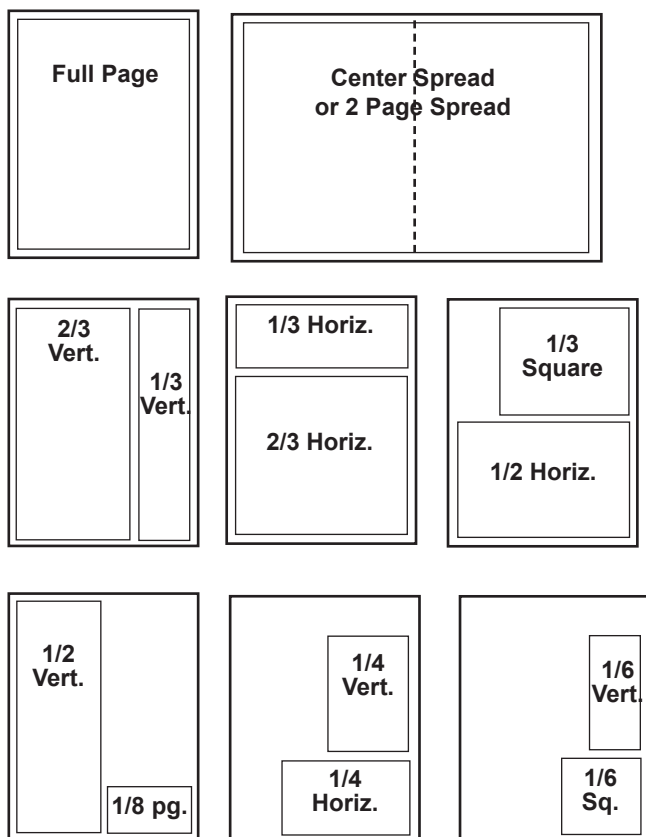 Full Page
Center Spread
or 2 Page Spread
2/3
Vert.
1/3
Vert.
1/3 Horiz.
2/3 Horiz.
1/3
Square
1/2 Horiz.
1/2
Vert.
1/8 pg.
1/4
Vert.
1/4
Horiz.
1/6
Vert.
1/6
Sq.